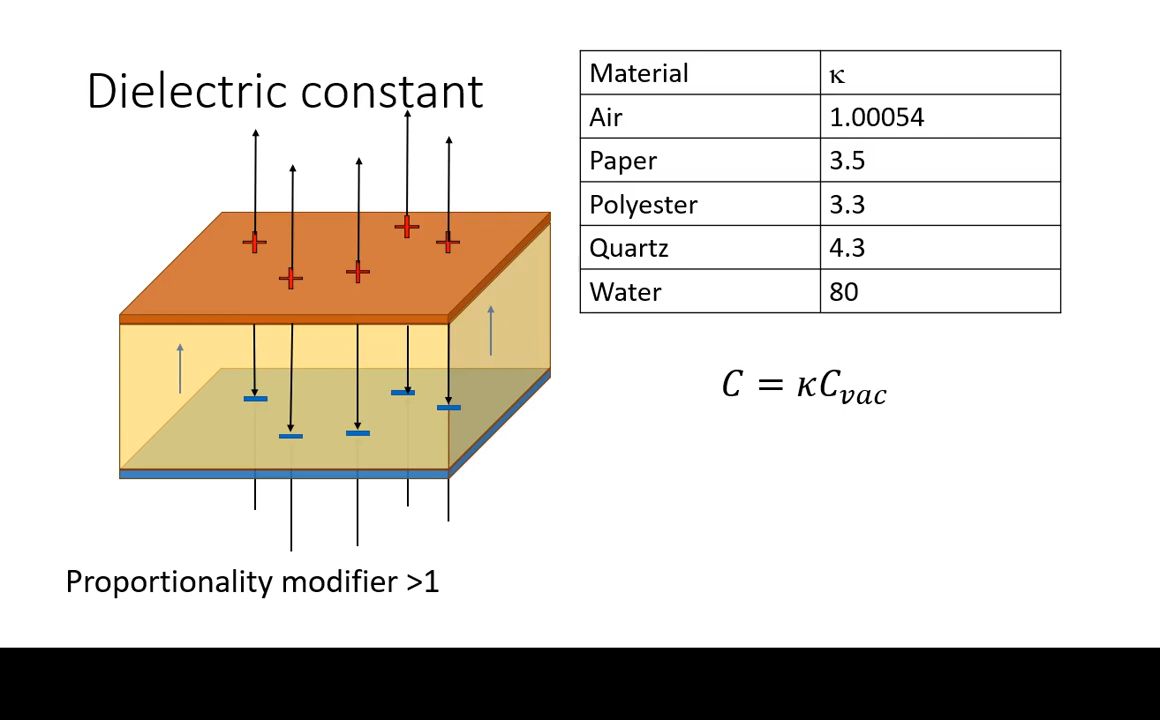 Dielectric constant
Material κ
Air 1.00054
Paper 3.5
Polyester 3.3
Quartz 4.3
Water 80
C = κC_vac
Proportionality modifier >1